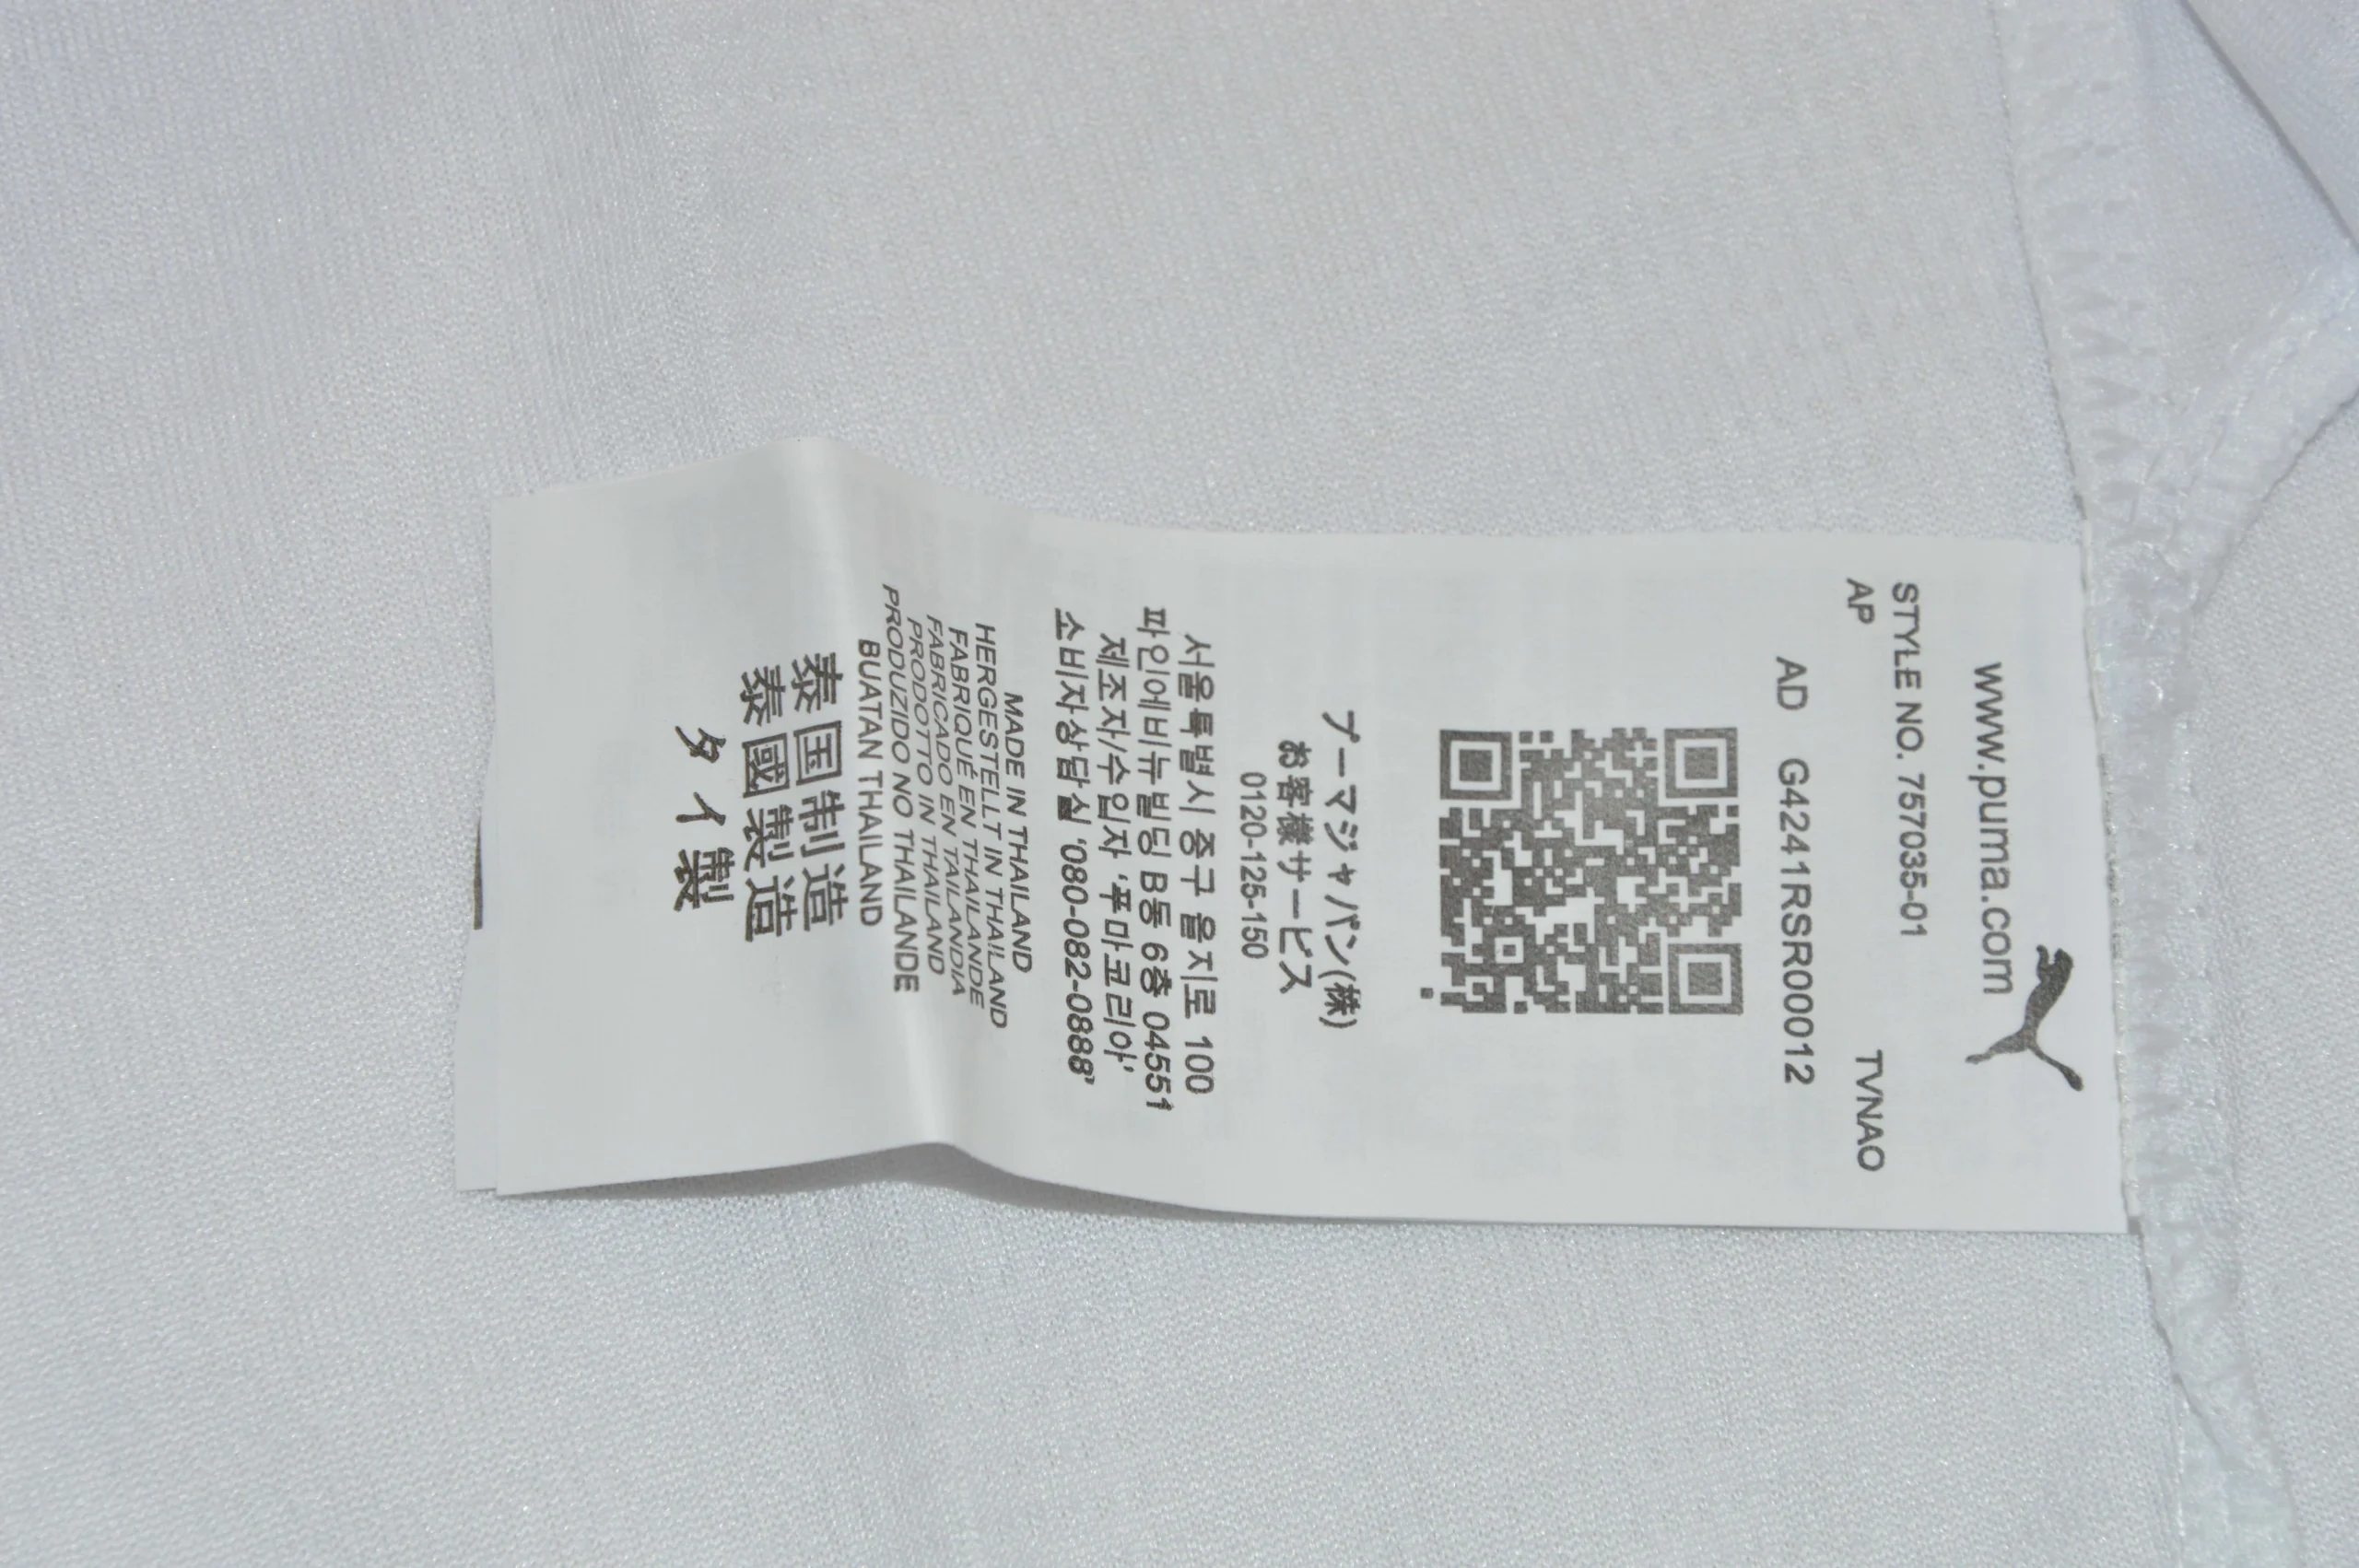 www.puma.com
STYLE NO. 757035-01
AP TVNAO
AD G4241RSR00012
プーマジャパン(株)
お客様サービス
0120-125-150
서울특별시 중구 을지로 100
파인에비뉴빌딩 B동 6층 04551
제조자/수입자 '푸마코리아'
소비자상담실 '080-082-0888'
MADE IN THAILAND
HERGESTELLT IN THAILAND
FABRIQUÉ EN THAILANDE
FABRICADO EN TAILANDIA
PRODOTTO IN THAILAND
PRODUZIDO NO THAILANDE
BUATAN THAILAND
泰国制造
泰國製造
タイ製